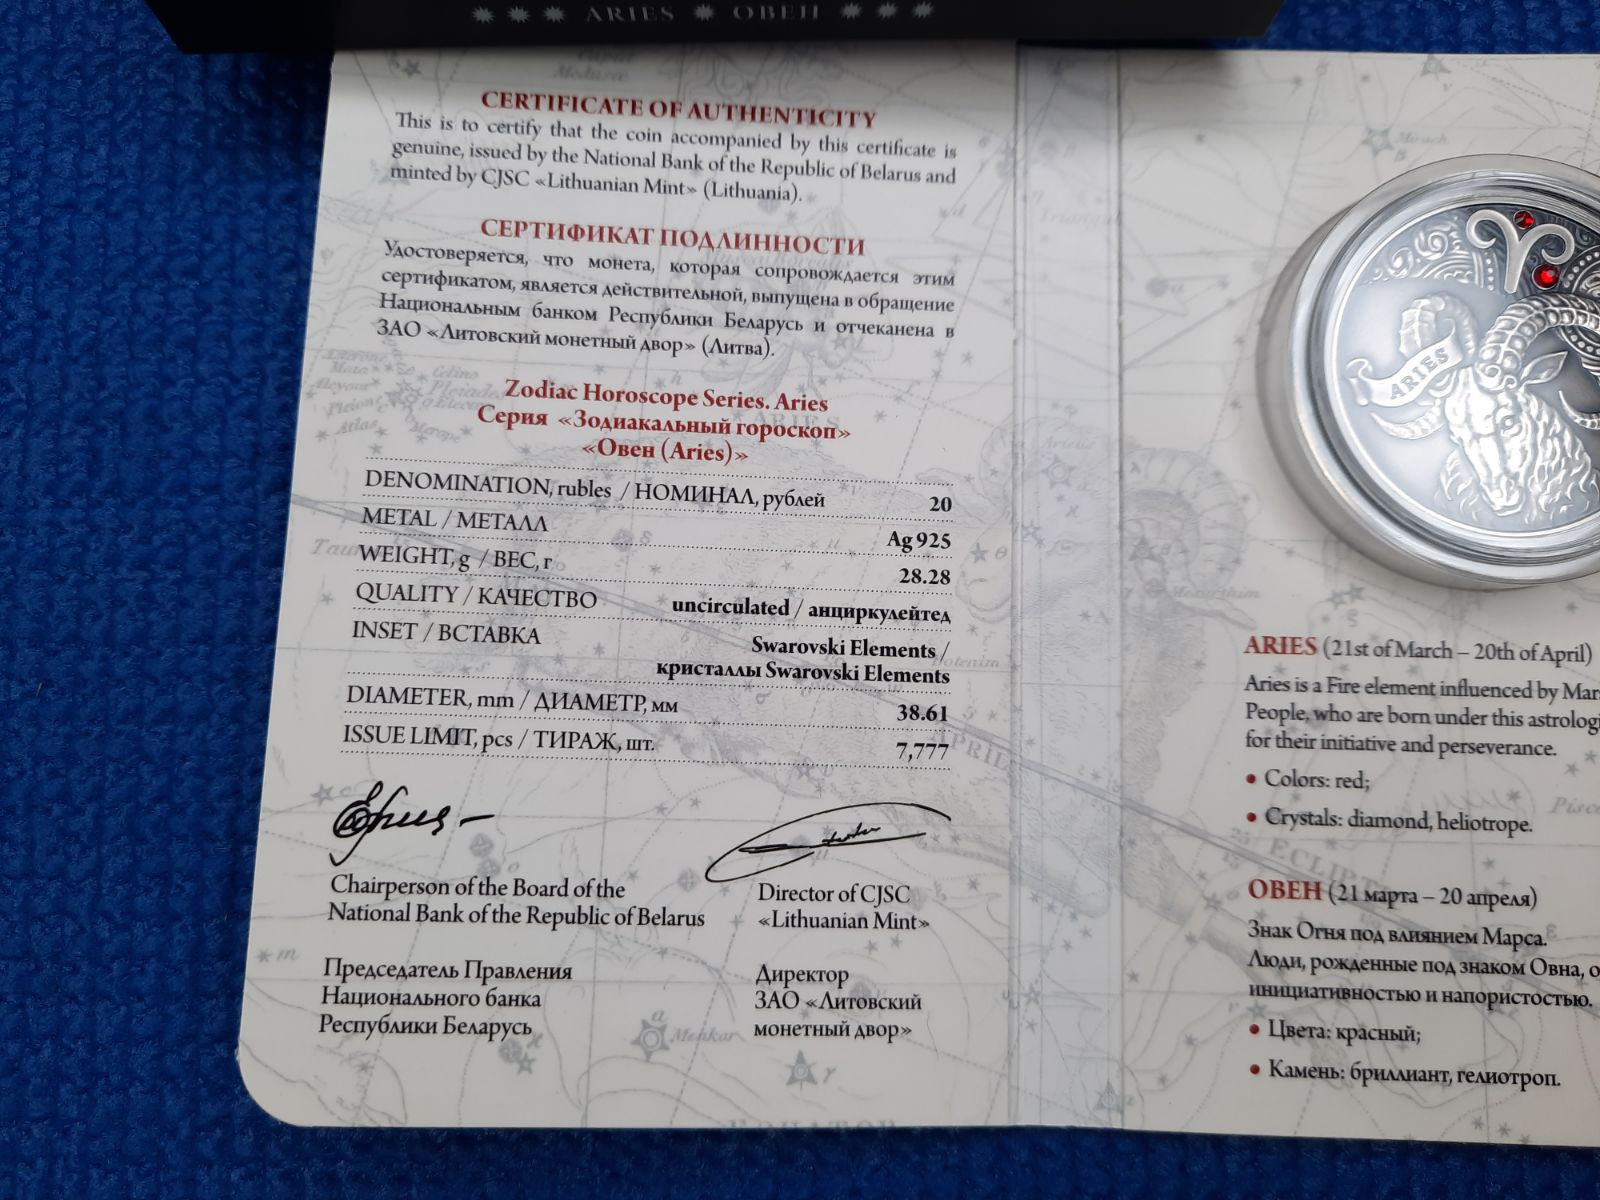 ARIES ОВЕН
CERTIFICATE OF AUTHENTICITY
This is to certify that the coin accompanied by this certificate is
genuine, issued by the National Bank of the Republic of Belarus and
minted by CJSC «Lithuanian Mint» (Lithuania).
СЕРТИФИКАТ ПОДЛИННОСТИ
Удостоверяется, что монета, которая сопровождается этим
сертификатом, является действительной, выпущена в обращение
Национальным банком Республики Беларусь и отчеканена в
ЗАО «Литовский монетный двор» (Литва).
Zodiac Horoscope Series. Aries
Серия «Зодиакальный гороскоп»
«Овен (Aries)»
DENOMINATION, rubles / НОМИНАЛ, рублей 20
METAL / МЕТАЛЛ Ag 925
WEIGHT, g / ВЕС, г 28.28
QUALITY / КАЧЕСТВО uncirculated / анциркулейтед
INSET / ВСТАВКА Swarovski Elements /
кристаллы Swarovski Elements
DIAMETER, mm / ДИАМЕТР, мм 38.61
ISSUE LIMIT, pcs / ТИРАЖ, шт. 7,777
Chairperson of the Board of the
National Bank of the Republic of Belarus
Director of CJSC
«Lithuanian Mint»
Председатель Правления
Национального банка
Республики Беларусь
Директор
ЗАО «Литовский
монетный двор»
Menkar
ARIES
ARIES (21st of March – 20th of April)
Aries is a Fire element influenced by Mar
People, who are born under this astrologi
for their initiative and perseverance.
• Colors: red;
• Crystals: diamond, heliotrope.
ОВЕН (21 марта – 20 апреля)
Знак Огня под влиянием Марса.
Люди, рожденные под знаком Овна, о
инициативностью и напористостью.
• Цвета: красный;
• Камень: бриллиант, гелиотроп.
APRILIS